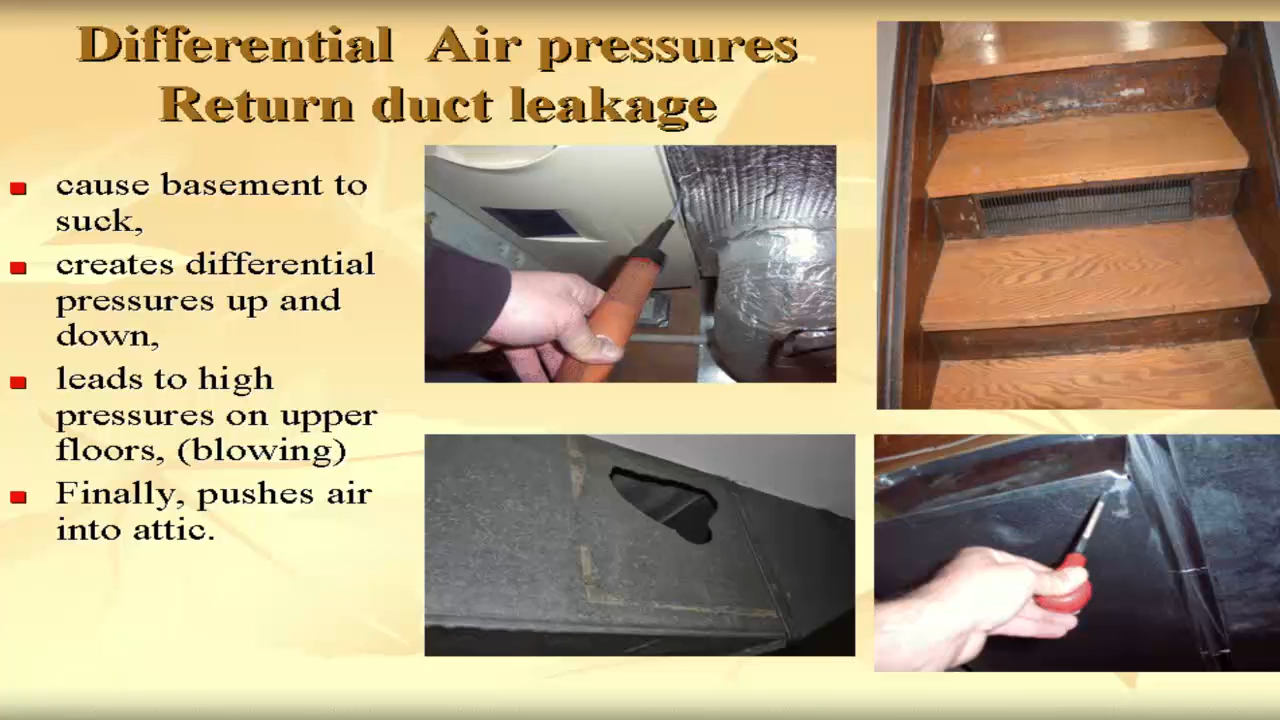 Differential Air pressures
Return duct leakage
cause basement to
suck,
creates differential
pressures up and
down,
leads to high
pressures on upper
floors, (blowing)
Finally, pushes air
into attic.